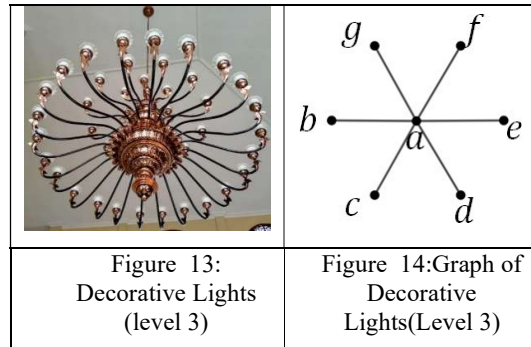 g f
b a e
c d
Figure 13:
Decorative Lights
(level 3)
Figure 14:Graph of
Decorative
Lights(Level 3)